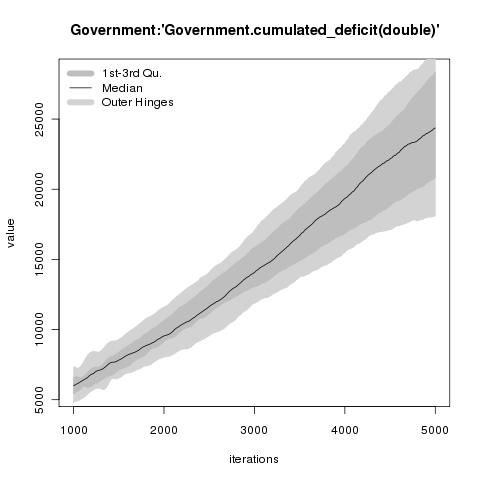 Government:'Government.cumulated_deficit(double)'
1st-3rd Qu.
Median
Outer Hinges
value
25000
20000
15000
10000
5000
1000 2000 3000 4000 5000
iterations